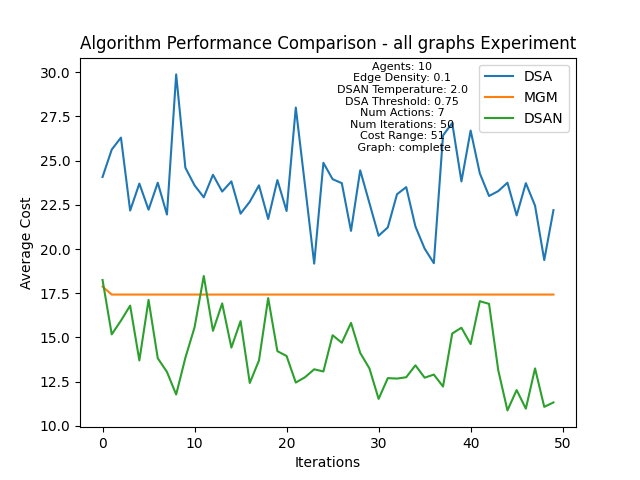 Algorithm Performance Comparison - all graphs Experiment
Agents: 10
Edge Density: 0.1
DSAN Temperature: 2.0
DSA Threshold: 0.75
Num Actions: 7
Num Iterations: 50
Cost Range: 51
Graph: complete
DSA
MGM
DSAN
Average Cost
30.0
27.5
25.0
22.5
20.0
17.5
15.0
12.5
10.0
0
10
20
30
40
50
Iterations